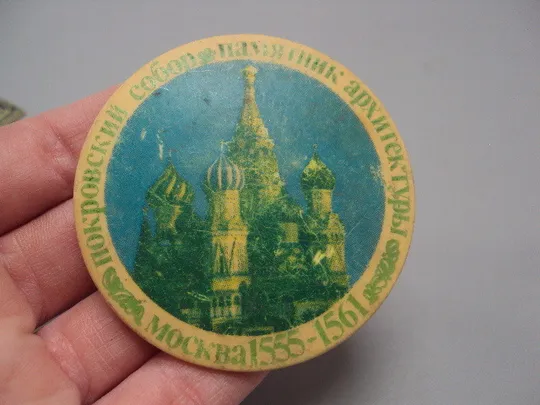 покровский собор памятник архитектуры
москва 1555-1561